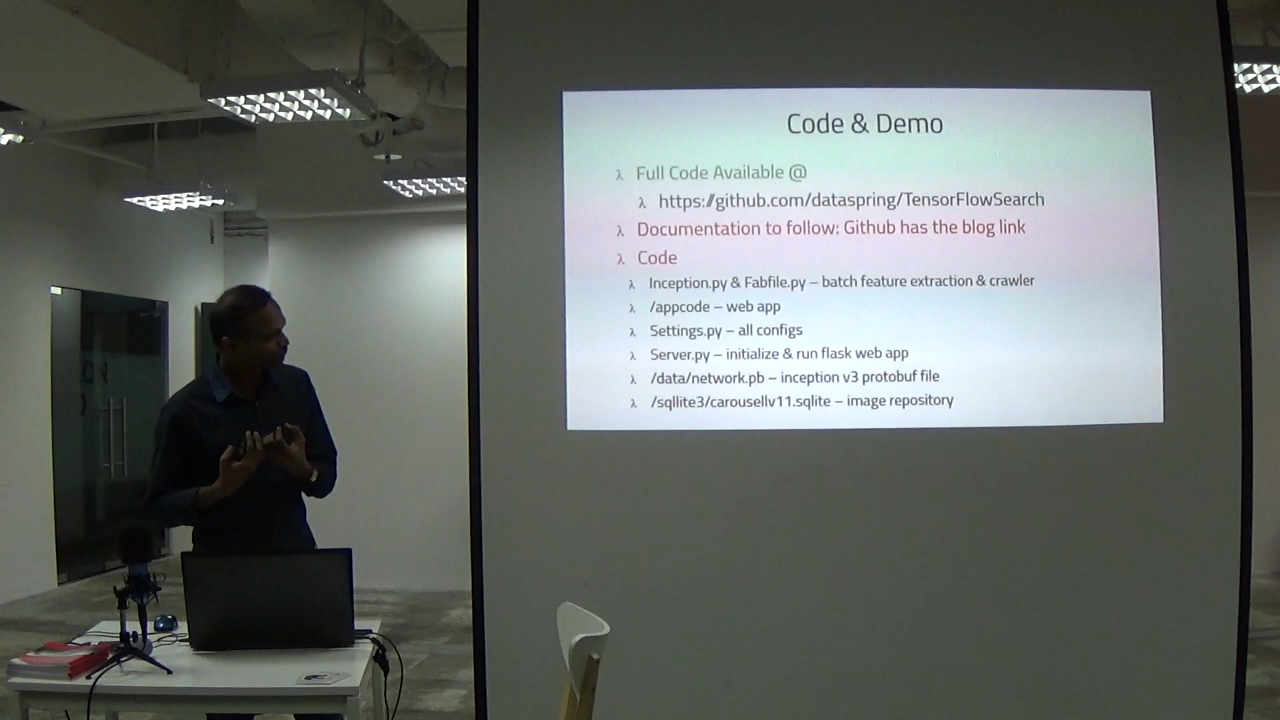 Code & Demo
λ Full Code Available @
λ https://github.com/dataspring/TensorFlowSearch
λ Documentation to follow: Github has the blog link
λ Code
λ Inception.py & Fabfile.py – batch feature extraction & crawler
λ /appcode – web app
λ Settings.py – all configs
λ Server.py – initialize & run flask web app
λ /data/network.pb – inception v3 protobuf file
λ /sqllite3/carousellv11.sqlite – image repository